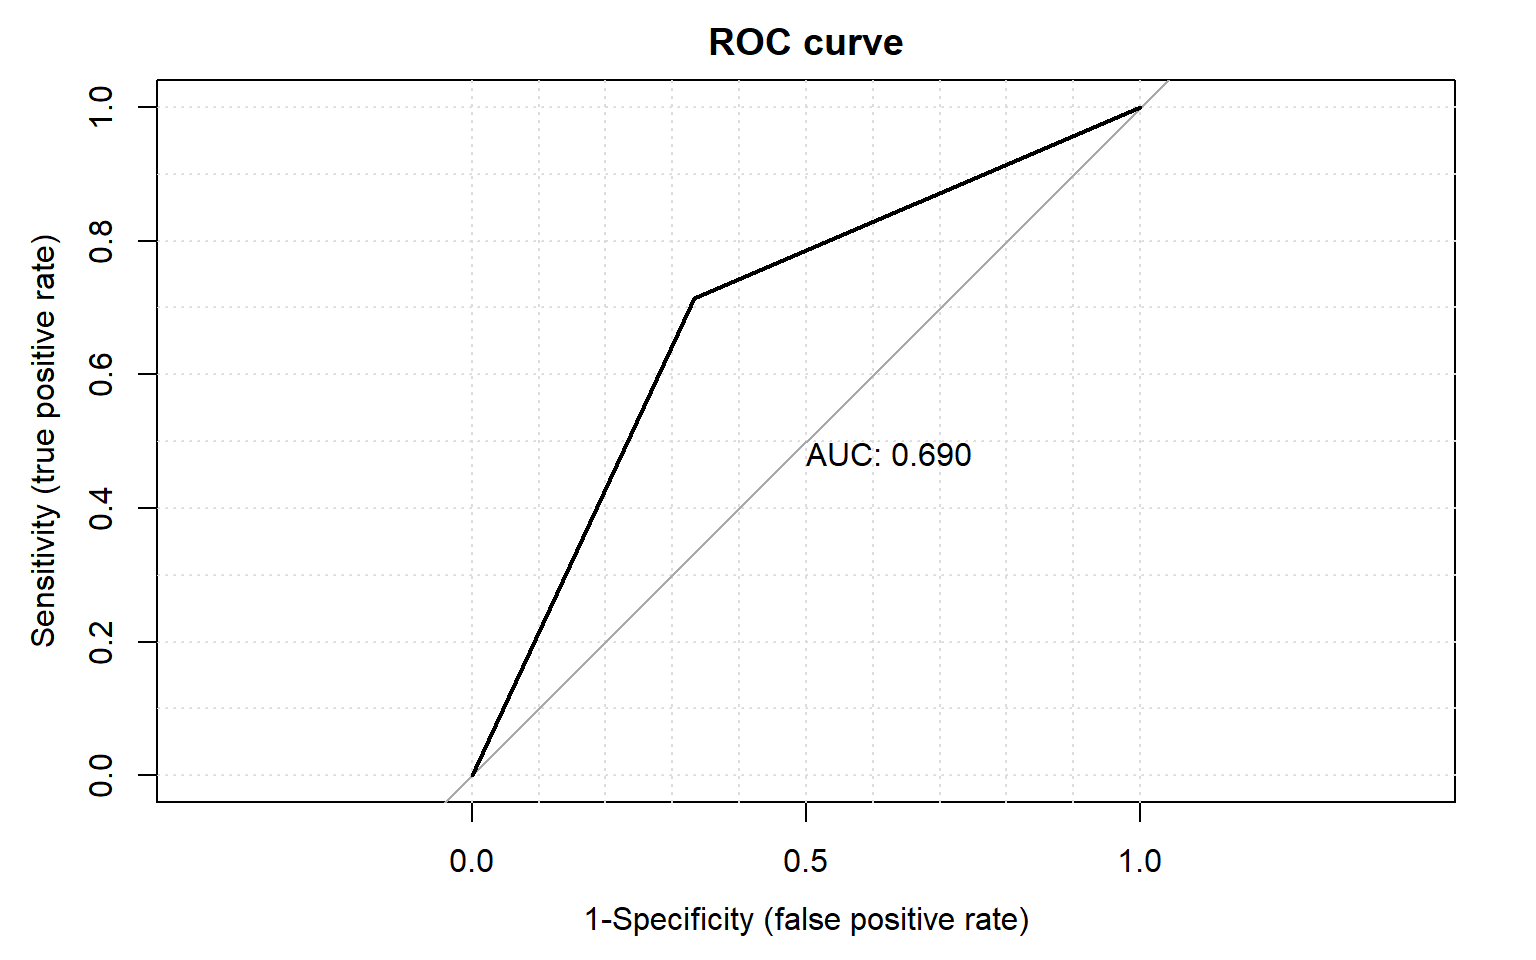 ROC curve
Sensitivity (true positive rate)
1.0
0.8
0.6
0.4
0.2
0.0
AUC: 0.690
0.0 0.5 1.0
1-Specificity (false positive rate)